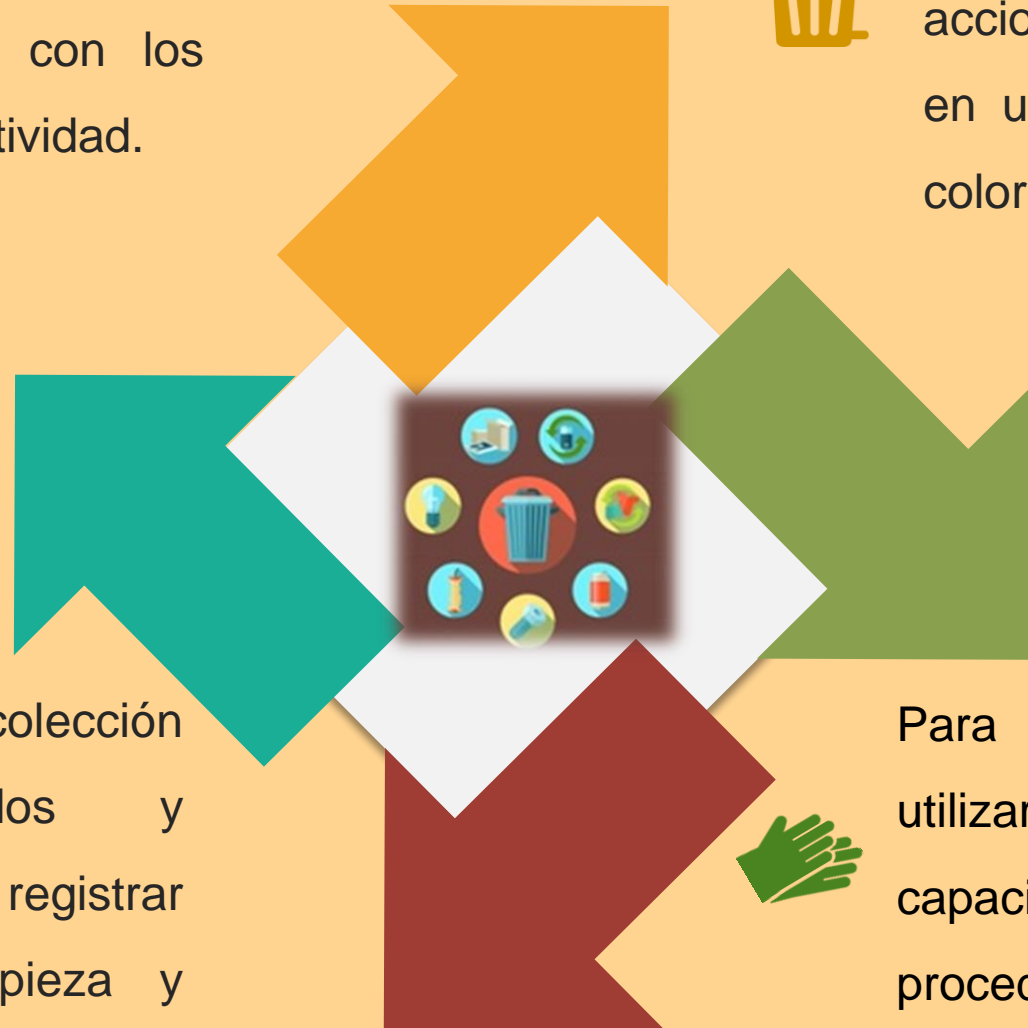 con los
tividad.
accio
en u
color
colección
los y
registrar
pieza y
Para
utilizar
capaci
proced